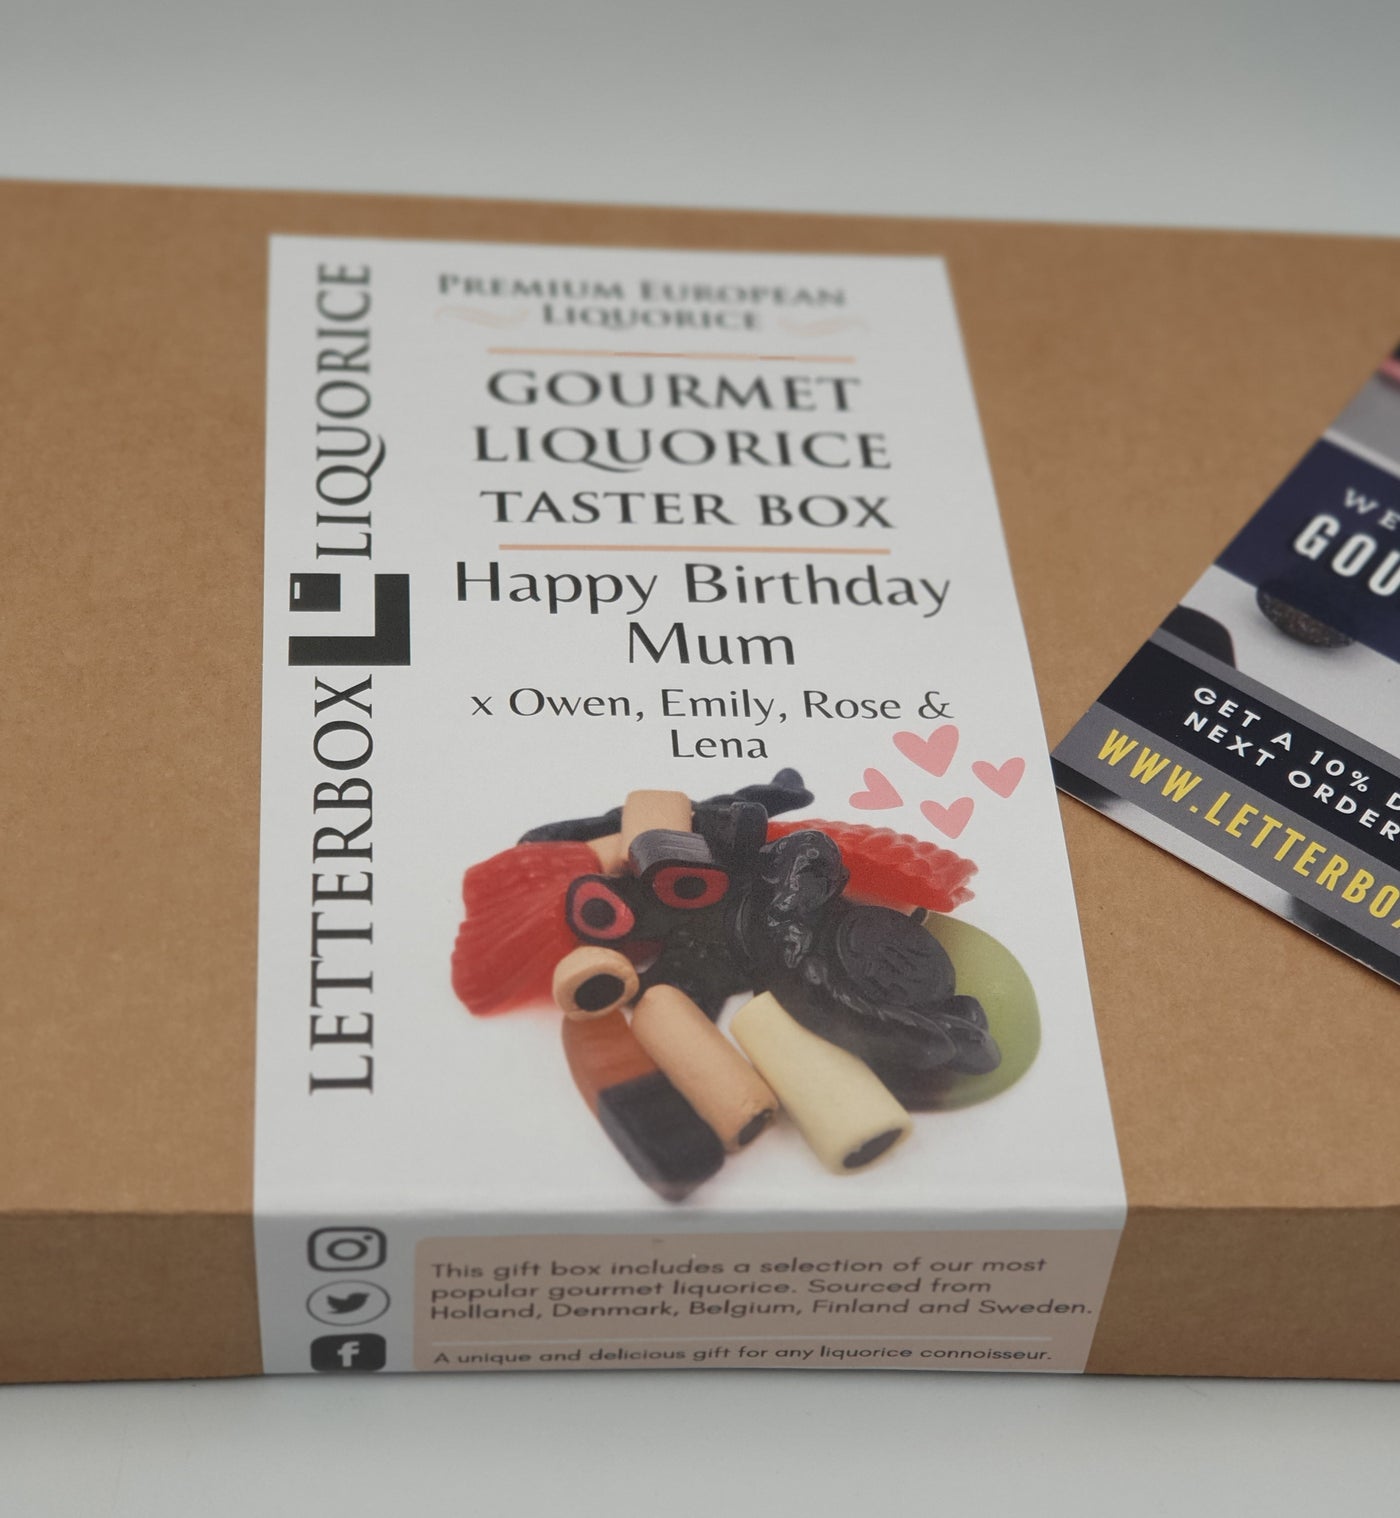 LETTERBOX LIQUORICE
PREMIUM EUROPEAN
LIQUORICE
GOURMET
LIQUORICE
TASTER BOX
Happy Birthday
Mum
x Owen, Emily, Rose &
Lena
This gift box includes a selection of our most
popular gourmet liquorice. Sourced from
Holland, Denmark, Belgium, Finland and Sweden.
A unique and delicious gift for any liquorice connoisseur.
WE
GOU
GET A 10% D
NEXT ORDER
WWW.LETTERBOX